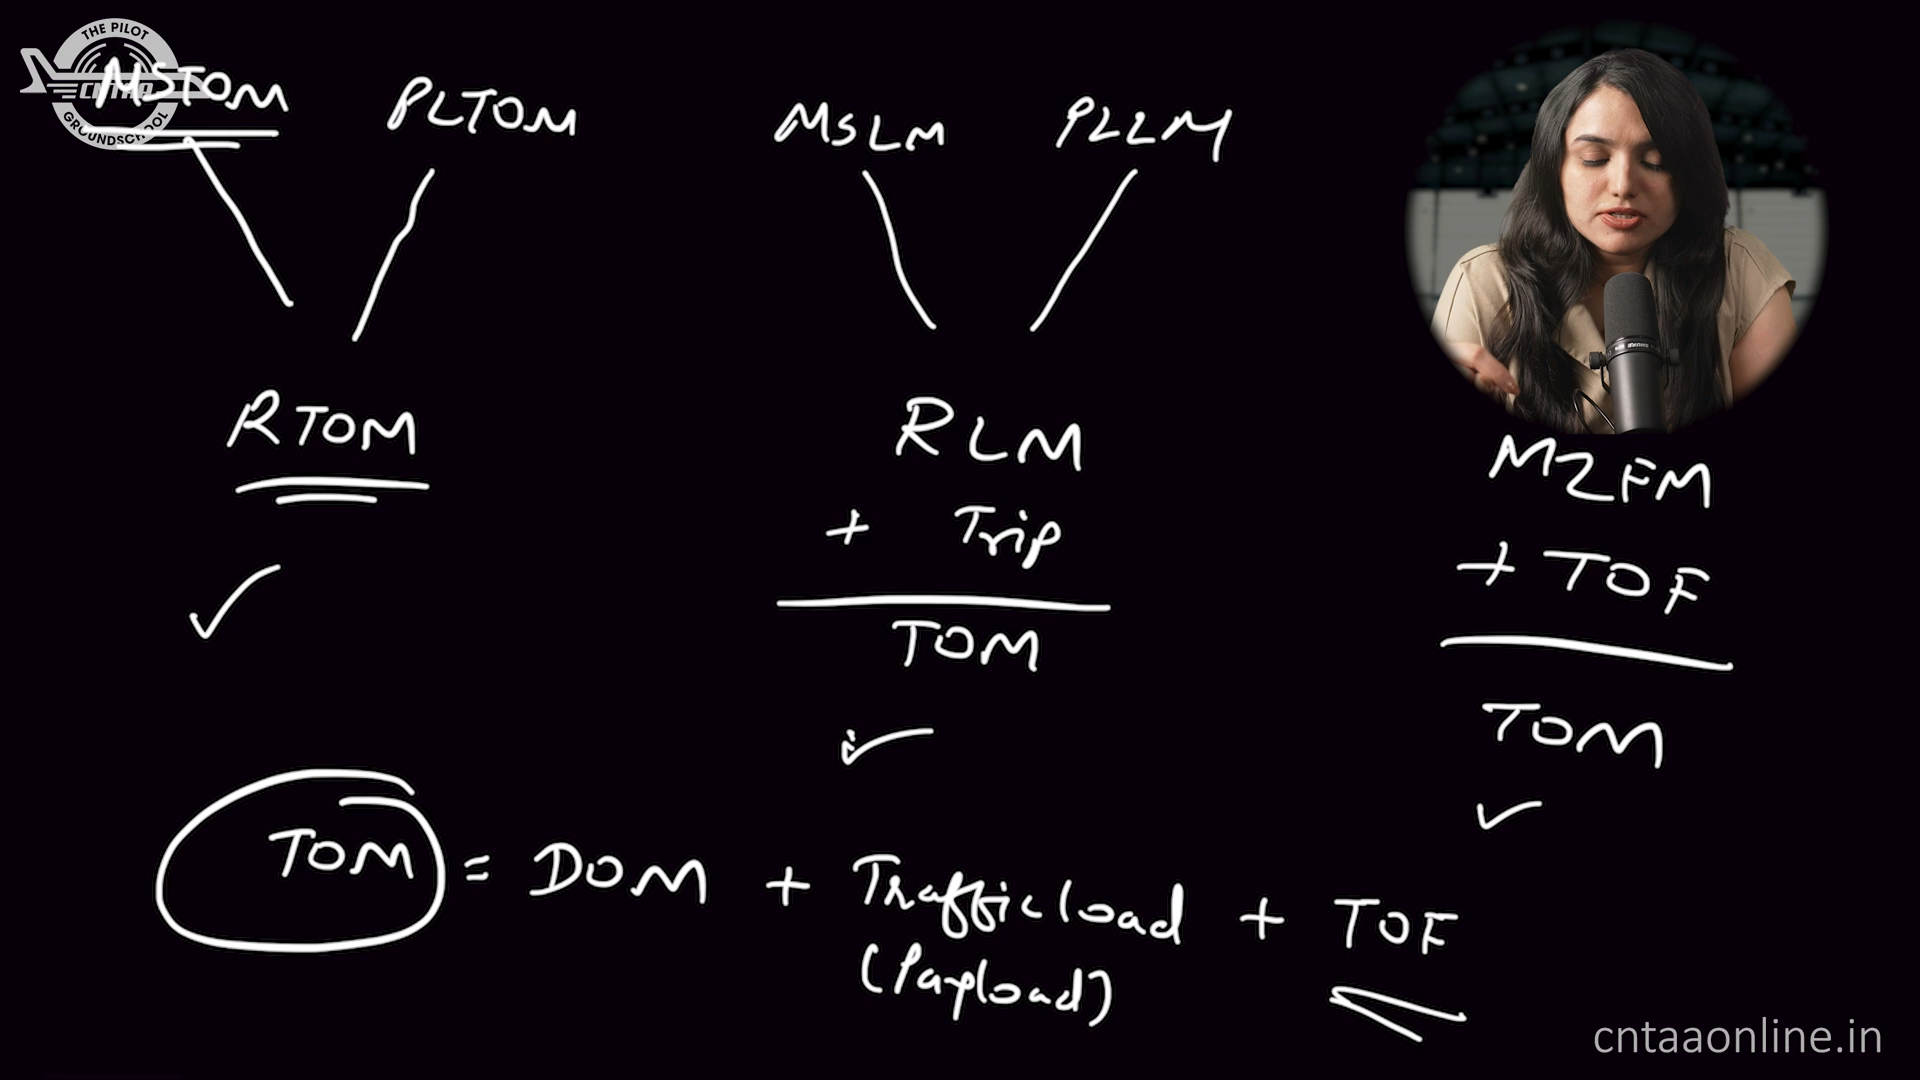 THE PILOT
GROUNDSCHOOL
MSTOM PLTOM MSLM PLLM
RTOM RLM MZFM
+ Trip + TOF
TOM TOM
TOM = DOM + Trafficload + TOF
(Payload)
cntaaonline.in